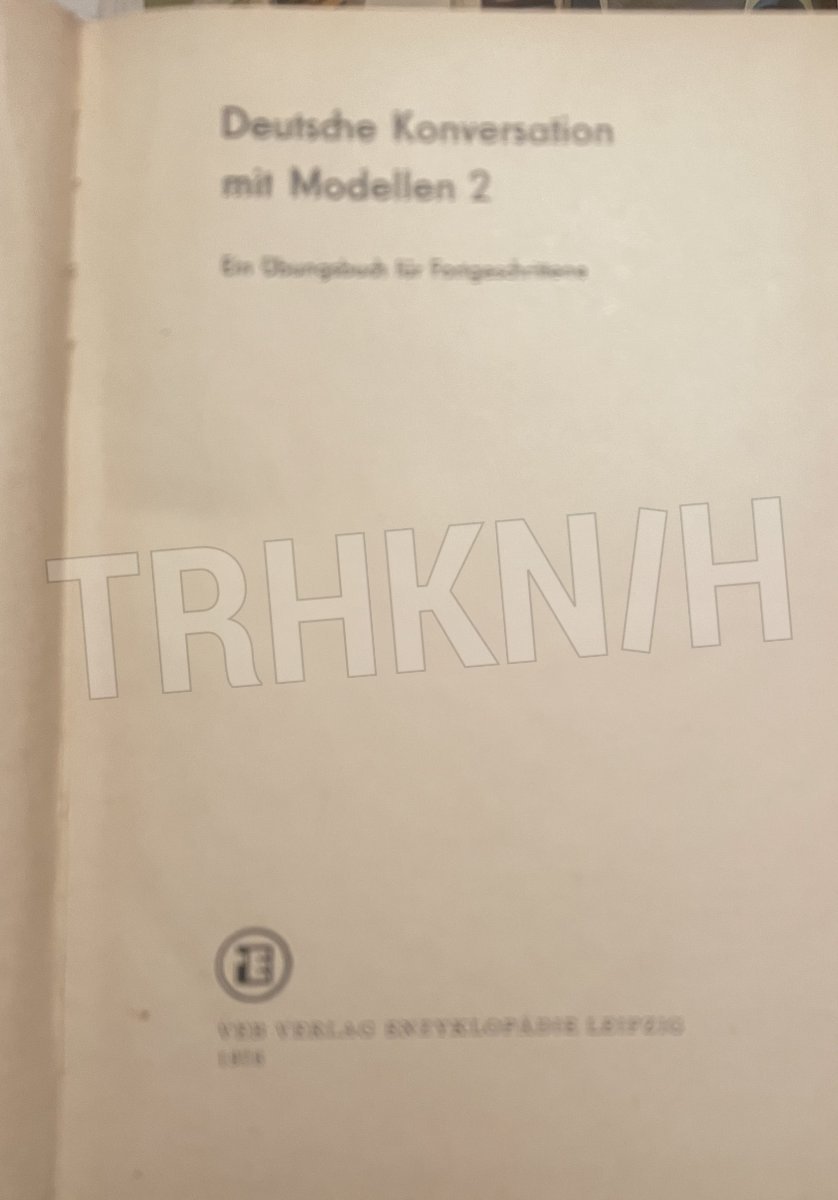 Deutsche Konversation
mit Modellen 2
Ein Übungsbuch für Fortgeschrittene
TRHKN/H
VEB VERLAG ENZYKLOPÄDIE LEIPZIG